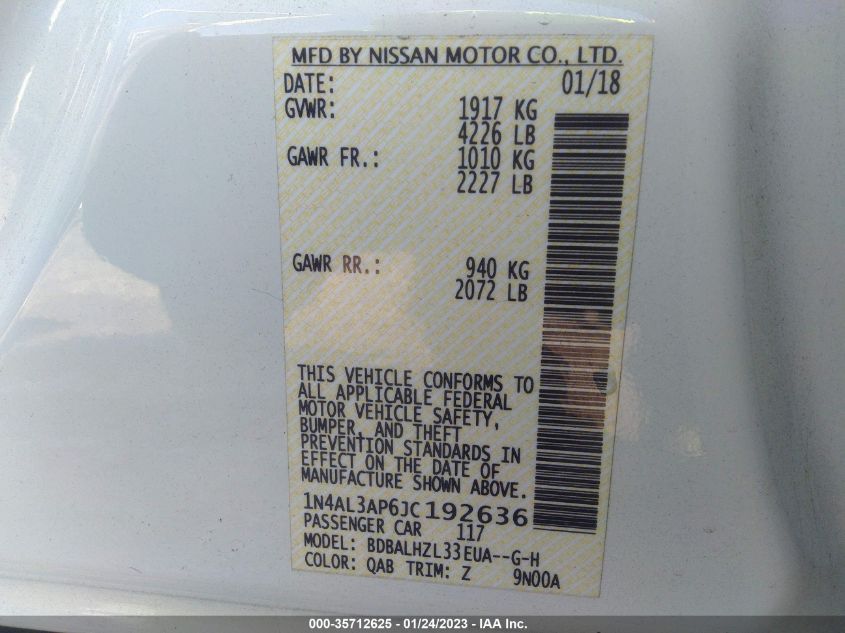 MFD BY NISSAN MOTOR CO., LTD.
DATE: 01/18
GVWR: 1917 KG
4226 LB
GAWR FR.: 1010 KG
2227 LB
GAWR RR.: 940 KG
2072 LB
THIS VEHICLE CONFORMS TO
ALL APPLICABLE FEDERAL
MOTOR VEHICLE SAFETY,
BUMPER, AND THEFT
PREVENTION STANDARDS IN
EFFECT ON THE DATE OF
MANUFACTURE SHOWN ABOVE.
1N4AL3AP6JC192636
PASSENGER CAR 117
MODEL: BDBALHZL33EUA--G-H
COLOR: QAB TRIM: Z 9N00A
000-35712625 - 01/24/2023 - IAA Inc.